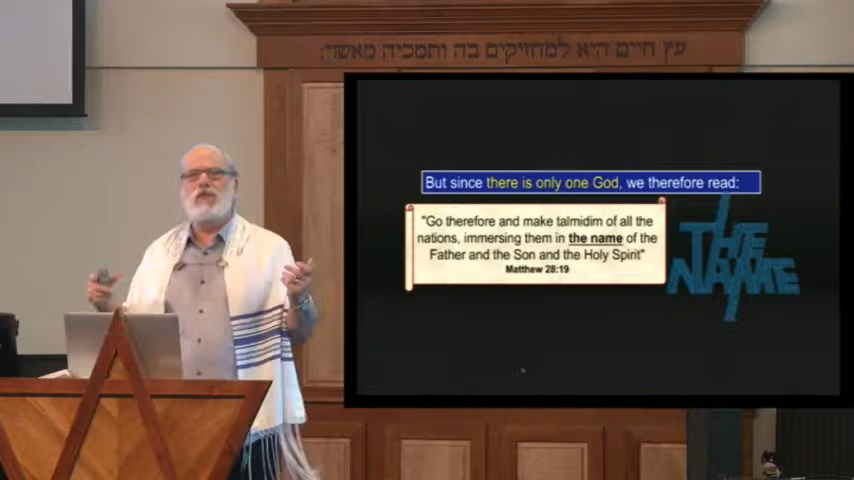 עץ חיים היא למחזיקים בה ותמכיה מאשר:
But since there is only one God, we therefore read:
"Go therefore and make talmidim of all the
nations, immersing them in the name of the
Father and the Son and the Holy Spirit"
Matthew 28:19
THE
NAME